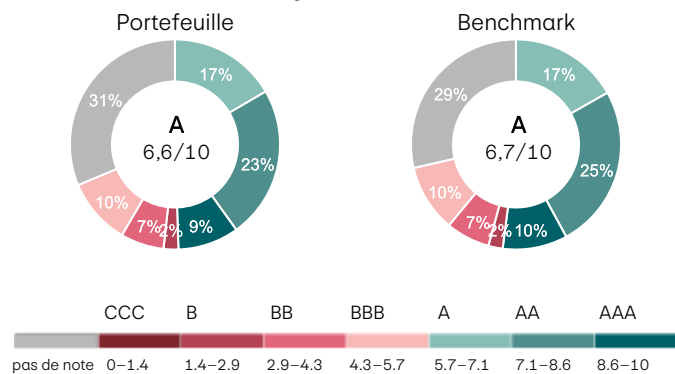 Portefeuille
Benchmark
17%
31%
A
6,6/10
23%
10%
7%
2%
9%
17%
29%
A
6,7/10
25%
10%
7%
2%
10%
CCC B BB BBB A AA AAA
pas de note 0–1.4 1.4–2.9 2.9–4.3 4.3–5.7 5.7–7.1 7.1–8.6 8.6–10